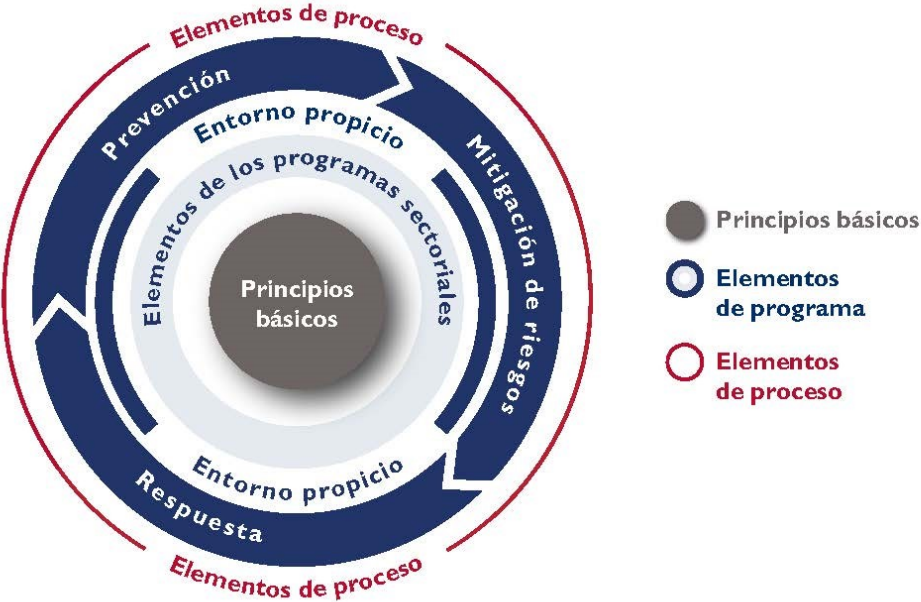 Elementos de proceso
Prevención
Mitigación de riesgos
Respuesta
Entorno propicio
Elementos de los programas sectoriales
Principios
básicos
Entorno propicio
Elementos de proceso
Principios básicos
Elementos
de programa
Elementos
de proceso